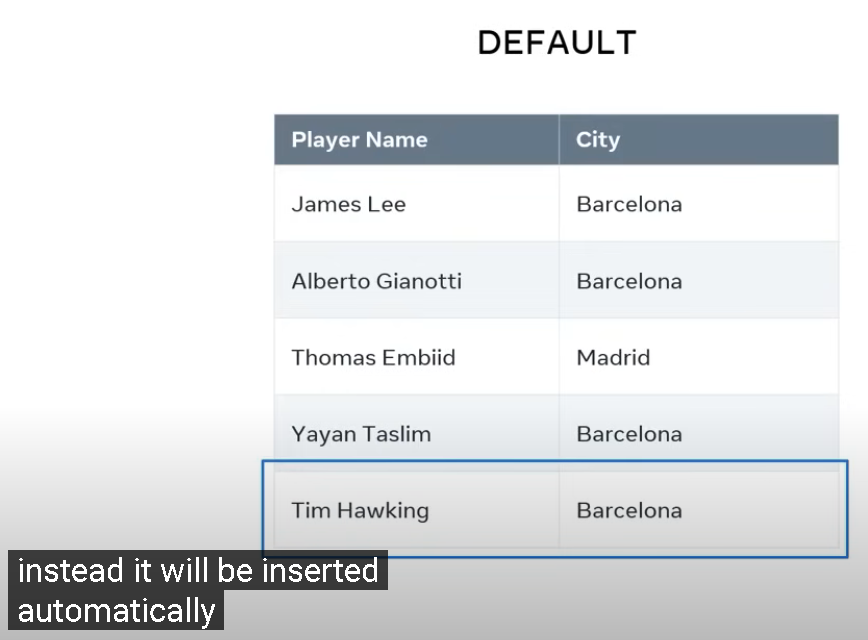 DEFAULT
Player Name City
James Lee Barcelona
Alberto Gianotti Barcelona
Thomas Embiid Madrid
Yayan Taslim Barcelona
Tim Hawking Barcelona
instead it will be inserted
automatically